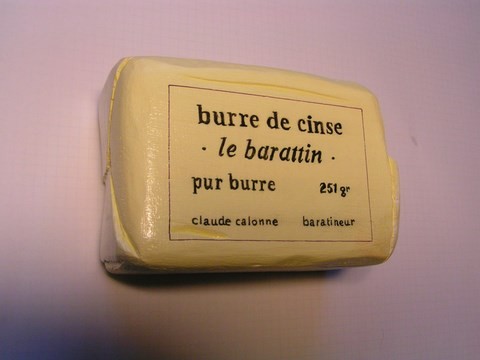 burre de cinse
· le barattin ·
pur burre 251 gr
claude calonne baratineur